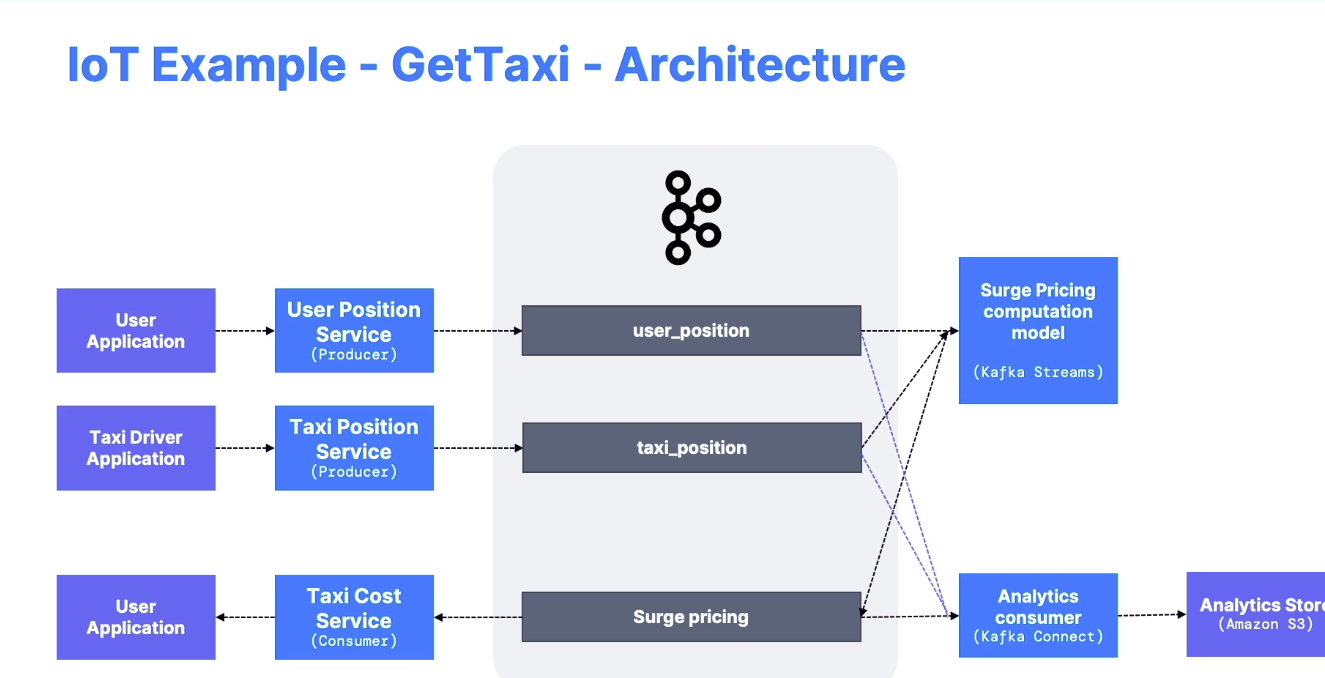 IoT Example - GetTaxi - Architecture
User
Application
User Position
Service
(Producer)
user_position
Surge Pricing
computation
model
(Kafka Streams)
Taxi Driver
Application
Taxi Position
Service
(Producer)
taxi_position
User
Application
Taxi Cost
Service
(Consumer)
Surge pricing
Analytics
consumer
(Kafka Connect)
Analytics Store
(Amazon S3)